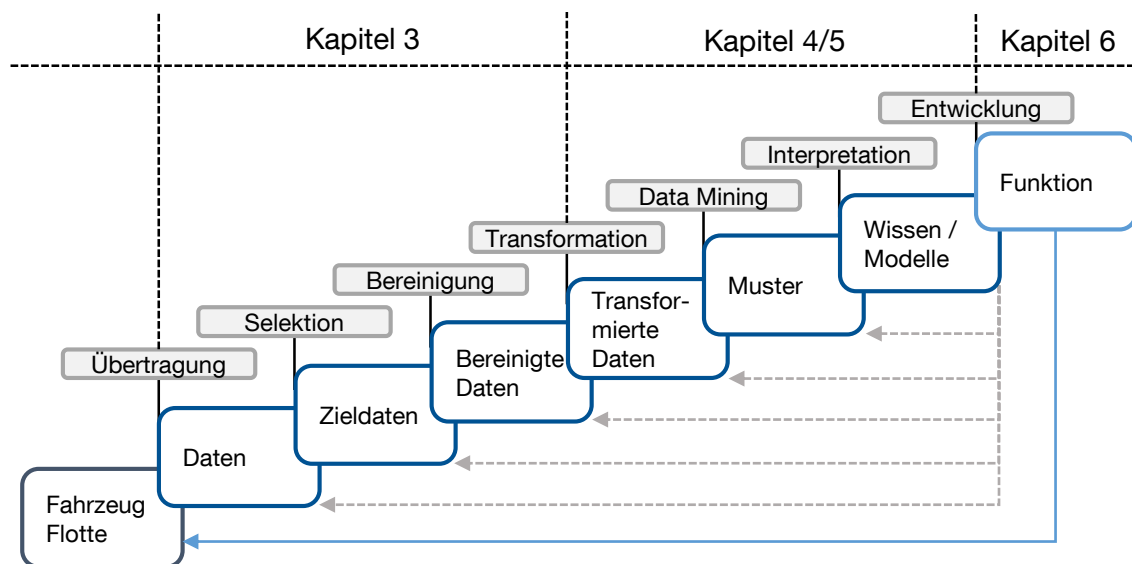 Kapitel 3
Kapitel 4/5
Kapitel 6
Entwicklung
Funktion
Interpretation
Wissen /
Modelle
Data Mining
Muster
Transformation
Transfor-
mierte
Daten
Bereinigung
Bereinigte
Daten
Selektion
Zieldaten
Übertragung
Daten
Fahrzeug
Flotte